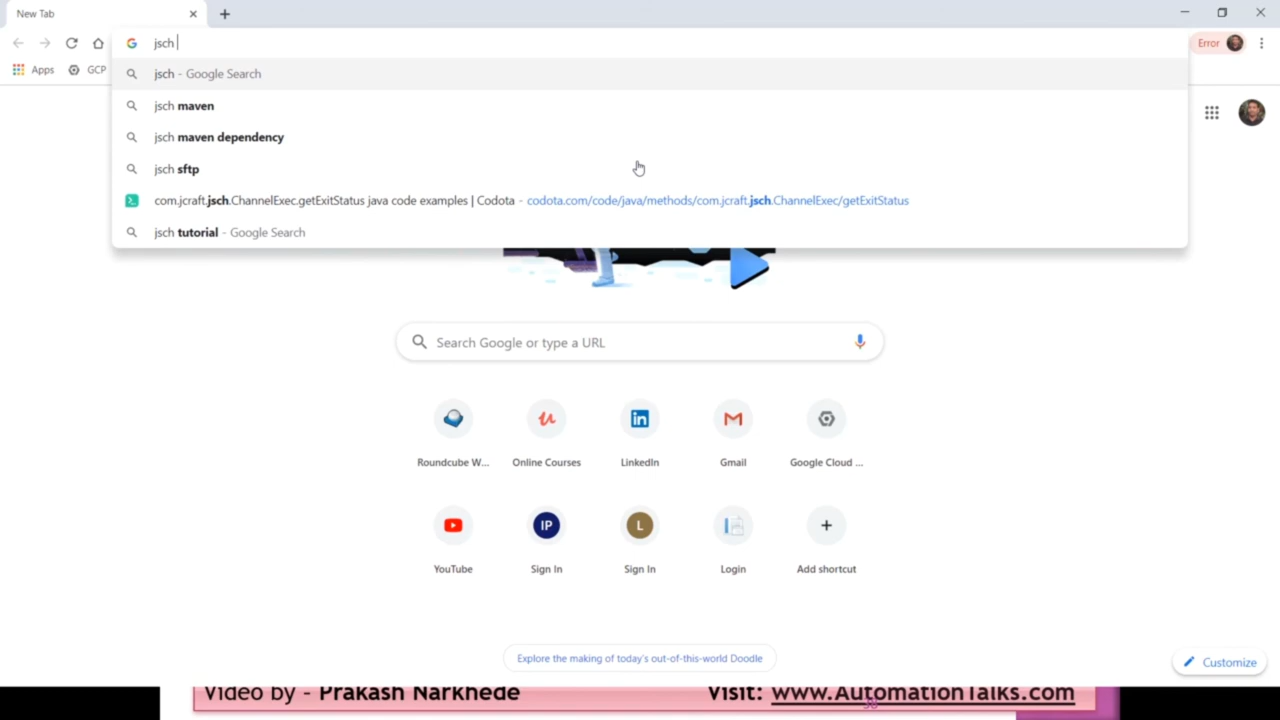 New Tab
jsch
Error
Apps
GCP
jsch - Google Search
jsch maven
jsch maven dependency
jsch sftp
com.jcraft.jsch.ChannelExec.getExitStatus java code examples | Codota - codota.com/code/java/methods/com.jcraft.jsch.ChannelExec/getExitStatus
jsch tutorial - Google Search
Search Google or type a URL
Roundcube W...
Online Courses
LinkedIn
Gmail
Google Cloud ...
IP
L
YouTube
Sign In
Sign In
Login
Add shortcut
Explore the making of today's out-of-this-world Doodle
Customize
Video by - Prakash Narkhede
Visit: www.AutomationTalks.com